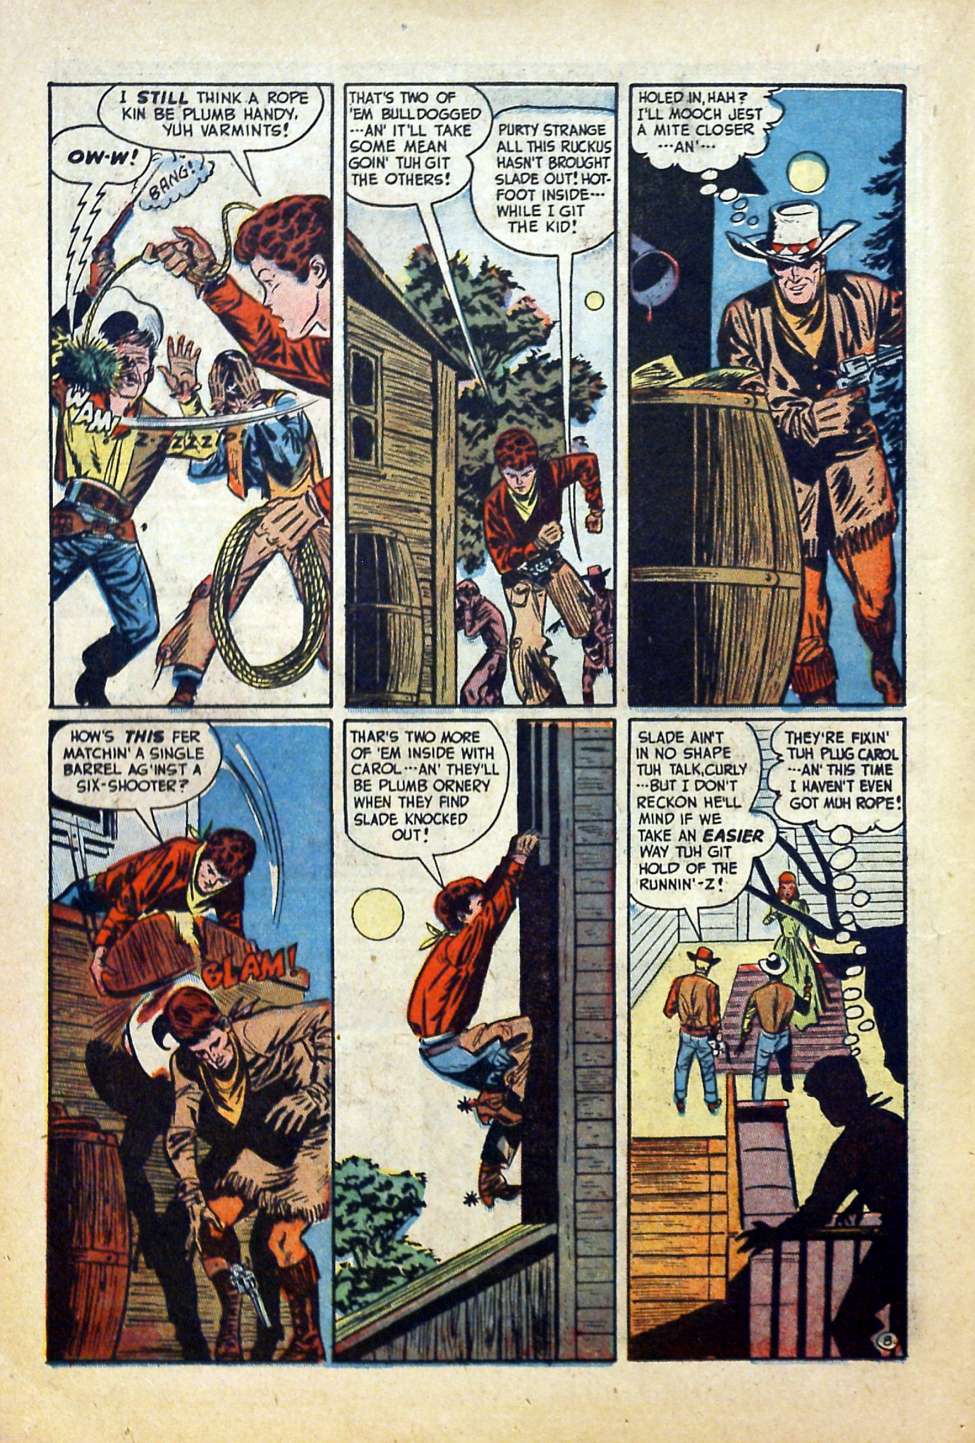 I STILL THINK A ROPE
KIN BE PLUMB HANDY,
YUH VARMINTS!
OW-W!
BANG!
WAM!
Z-ZZZZIP!
THAT'S TWO OF
'EM BULLDOGGED
---AN' IT'LL TAKE
SOME MEAN
GOIN' TUH GIT
THE OTHERS!
PURTY STRANGE
ALL THIS RUCKUS
HASN'T BROUGHT
SLADE OUT! HOT-
FOOT INSIDE---
WHILE I GIT
THE KID!
HOLED IN, HAH?
I'LL MOOCH JEST
A MITE CLOSER
---AN'---
HOW'S THIS FER
MATCHIN' A SINGLE
BARREL AG'INST A
SIX-SHOOTER?
BLAM!
THAR'S TWO MORE
OF 'EM INSIDE WITH
CAROL---AN' THEY'LL
BE PLUMB ORNERY
WHEN THEY FIND
SLADE KNOCKED
OUT!
SLADE AIN'T
IN NO SHAPE
TUH TALK, CURLY
---BUT I DON'T
RECKON HE'LL
MIND IF WE
TAKE AN EASIER
WAY TUH GIT
HOLD OF THE
RUNNIN'-Z!
THEY'RE FIXIN'
TUH PLUG CAROL
---AN' THIS TIME
I HAVEN'T EVEN
GOT MUH ROPE!
8